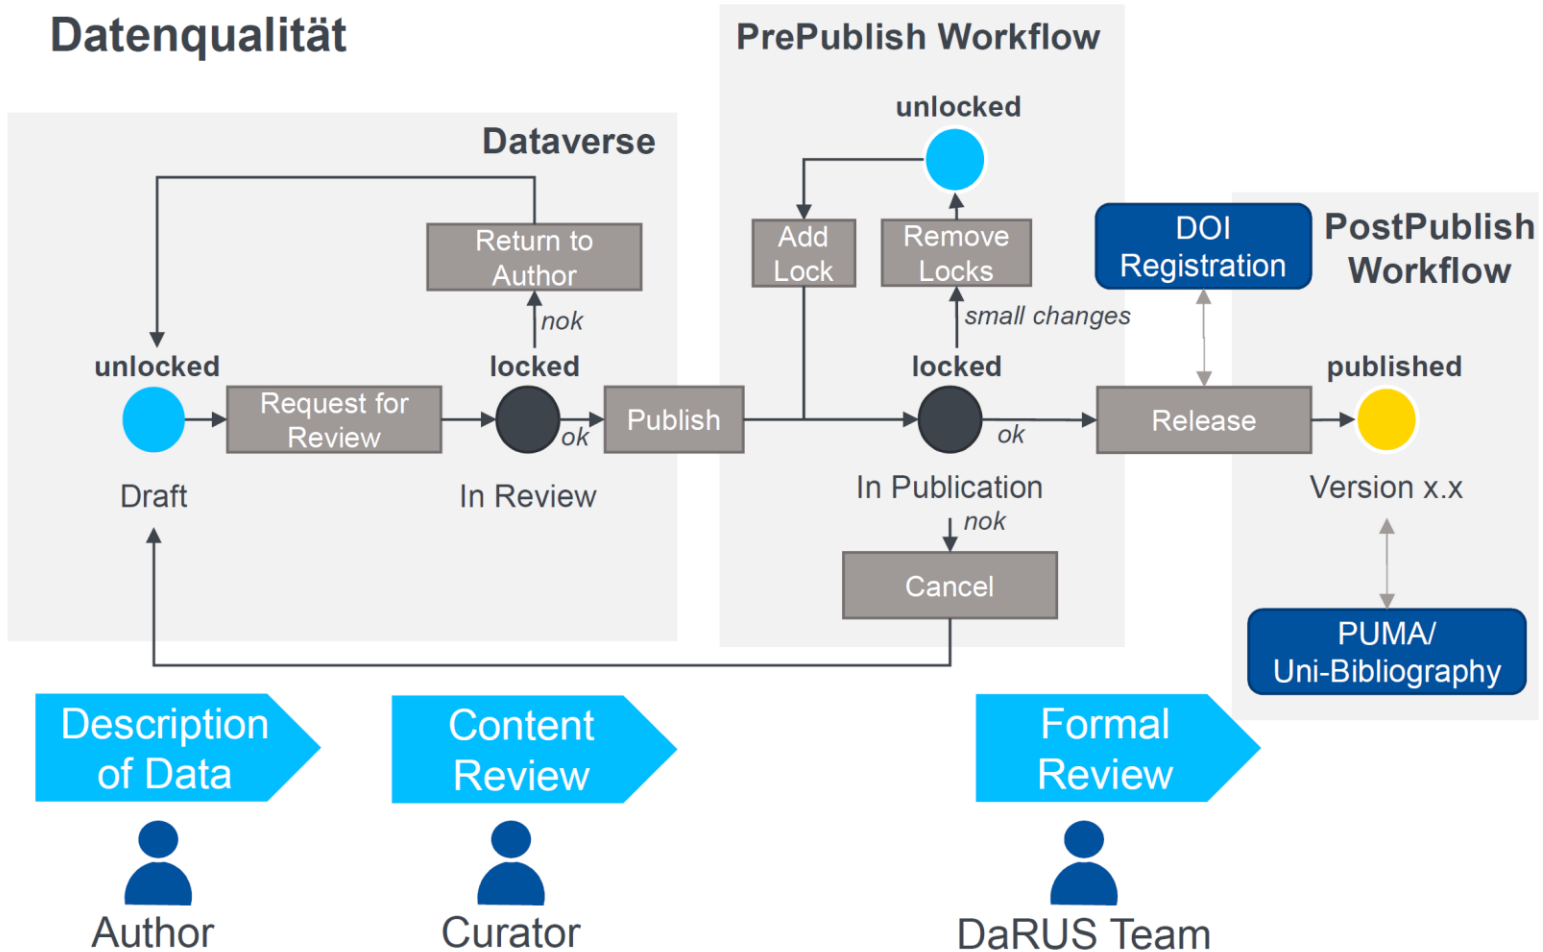 Datenqualität
PrePublish Workflow
unlocked
Dataverse
Return to
Author
Add
Lock
Remove
Locks
DOI
Registration
PostPublish
Workflow
nok
small changes
unlocked
locked
locked
published
Request for
Review
ok
Publish
ok
Release
Draft
In Review
In Publication
Version x.x
nok
Cancel
PUMA/
Uni-Bibliography
Description
of Data
Content
Review
Formal
Review
Author
Curator
DaRUS Team